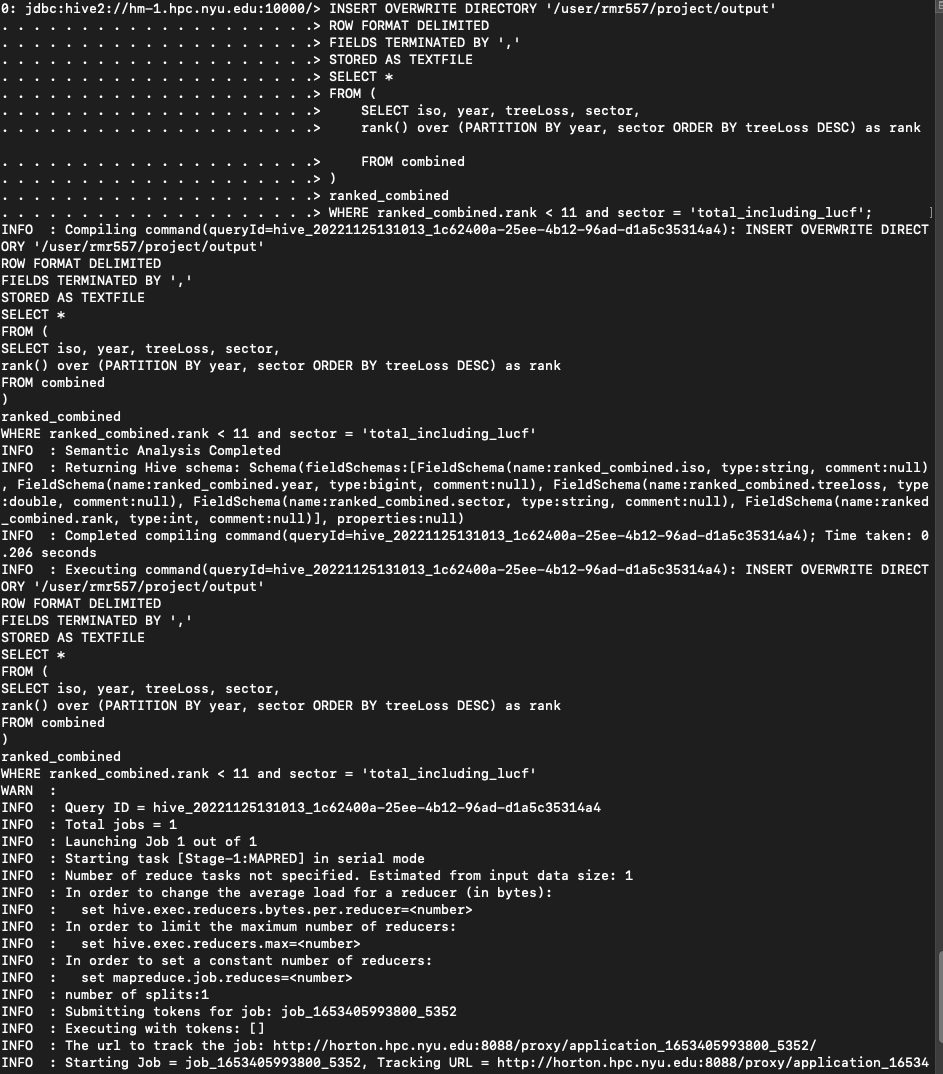 0: jdbc:hive2://hm-1.hpc.nyu.edu:10000/> INSERT OVERWRITE DIRECTORY '/user/rmr557/project/output'
. . . . . . . . . . . . . . . . . . . .> ROW FORMAT DELIMITED
. . . . . . . . . . . . . . . . . . . .> FIELDS TERMINATED BY ','
. . . . . . . . . . . . . . . . . . . .> STORED AS TEXTFILE
. . . . . . . . . . . . . . . . . . . .> SELECT *
. . . . . . . . . . . . . . . . . . . .> FROM (
. . . . . . . . . . . . . . . . . . . .>     SELECT iso, year, treeLoss, sector,
. . . . . . . . . . . . . . . . . . . .>     rank() over (PARTITION BY year, sector ORDER BY treeLoss DESC) as rank
. . . . . . . . . . . . . . . . . . . .>     FROM combined
. . . . . . . . . . . . . . . . . . . .> )
. . . . . . . . . . . . . . . . . . . .> ranked_combined
. . . . . . . . . . . . . . . . . . . .> WHERE ranked_combined.rank < 11 and sector = 'total_including_lucf';       ]
INFO  : Compiling command(queryId=hive_20221125131013_1c62400a-25ee-4b12-96ad-d1a5c35314a4): INSERT OVERWRITE DIRECT
ORY '/user/rmr557/project/output'
ROW FORMAT DELIMITED
FIELDS TERMINATED BY ','
STORED AS TEXTFILE
SELECT *
FROM (
SELECT iso, year, treeLoss, sector,
rank() over (PARTITION BY year, sector ORDER BY treeLoss DESC) as rank
FROM combined
)
ranked_combined
WHERE ranked_combined.rank < 11 and sector = 'total_including_lucf'
INFO  : Semantic Analysis Completed
INFO  : Returning Hive schema: Schema(fieldSchemas:[FieldSchema(name:ranked_combined.iso, type:string, comment:null)
, FieldSchema(name:ranked_combined.year, type:bigint, comment:null), FieldSchema(name:ranked_combined.treeloss, type
:double, comment:null), FieldSchema(name:ranked_combined.sector, type:string, comment:null), FieldSchema(name:ranked
_combined.rank, type:int, comment:null)], properties:null)
INFO  : Completed compiling command(queryId=hive_20221125131013_1c62400a-25ee-4b12-96ad-d1a5c35314a4); Time taken: 0
.206 seconds
INFO  : Executing command(queryId=hive_20221125131013_1c62400a-25ee-4b12-96ad-d1a5c35314a4): INSERT OVERWRITE DIRECT
ORY '/user/rmr557/project/output'
ROW FORMAT DELIMITED
FIELDS TERMINATED BY ','
STORED AS TEXTFILE
SELECT *
FROM (
SELECT iso, year, treeLoss, sector,
rank() over (PARTITION BY year, sector ORDER BY treeLoss DESC) as rank
FROM combined
)
ranked_combined
WHERE ranked_combined.rank < 11 and sector = 'total_including_lucf'
WARN  :
INFO  : Query ID = hive_20221125131013_1c62400a-25ee-4b12-96ad-d1a5c35314a4
INFO  : Total jobs = 1
INFO  : Launching Job 1 out of 1
INFO  : Starting task [Stage-1:MAPRED] in serial mode
INFO  : Number of reduce tasks not specified. Estimated from input data size: 1
INFO  : In order to change the average load for a reducer (in bytes):
INFO  :   set hive.exec.reducers.bytes.per.reducer=<number>
INFO  : In order to limit the maximum number of reducers:
INFO  :   set hive.exec.reducers.max=<number>
INFO  : In order to set a constant number of reducers:
INFO  :   set mapreduce.job.reduces=<number>
INFO  : number of splits:1
INFO  : Submitting tokens for job: job_1653405993800_5352
INFO  : Executing with tokens: []
INFO  : The url to track the job: http://horton.hpc.nyu.edu:8088/proxy/application_1653405993800_5352/
INFO  : Starting Job = job_1653405993800_5352, Tracking URL = http://horton.hpc.nyu.edu:8088/proxy/application_16534